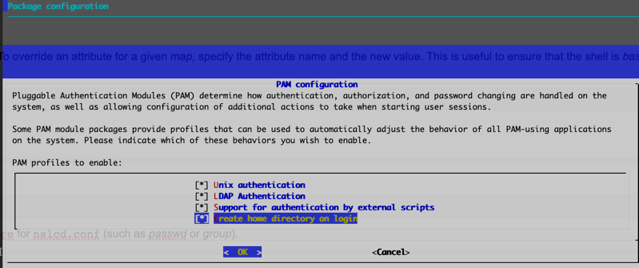 Package configuration
To override an attribute for a given map, specify the attribute name and the new value. This is useful to ensure that the shell is bas
PAM configuration
Pluggable Authentication Modules (PAM) determine how authentication, authorization, and password changing are handled on the
system, as well as allowing configuration of additional actions to take when starting user sessions.
Some PAM module packages provide profiles that can be used to automatically adjust the behavior of all PAM-using applications
on the system. Please indicate which of these behaviors you wish to enable.
PAM profiles to enable:
[*] Unix authentication
[*] LDAP Authentication
[*] Support for authentication by external scripts
[*] reate home directory on login
ce for nslcd.conf (such as passwd or group).
< OK > <Cancel>